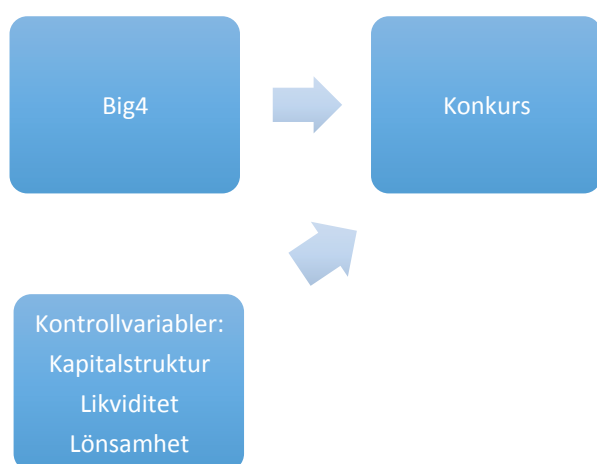 Big4
Konkurs
Kontrollvariabler:
Kapitalstruktur
Likviditet
Lönsamhet